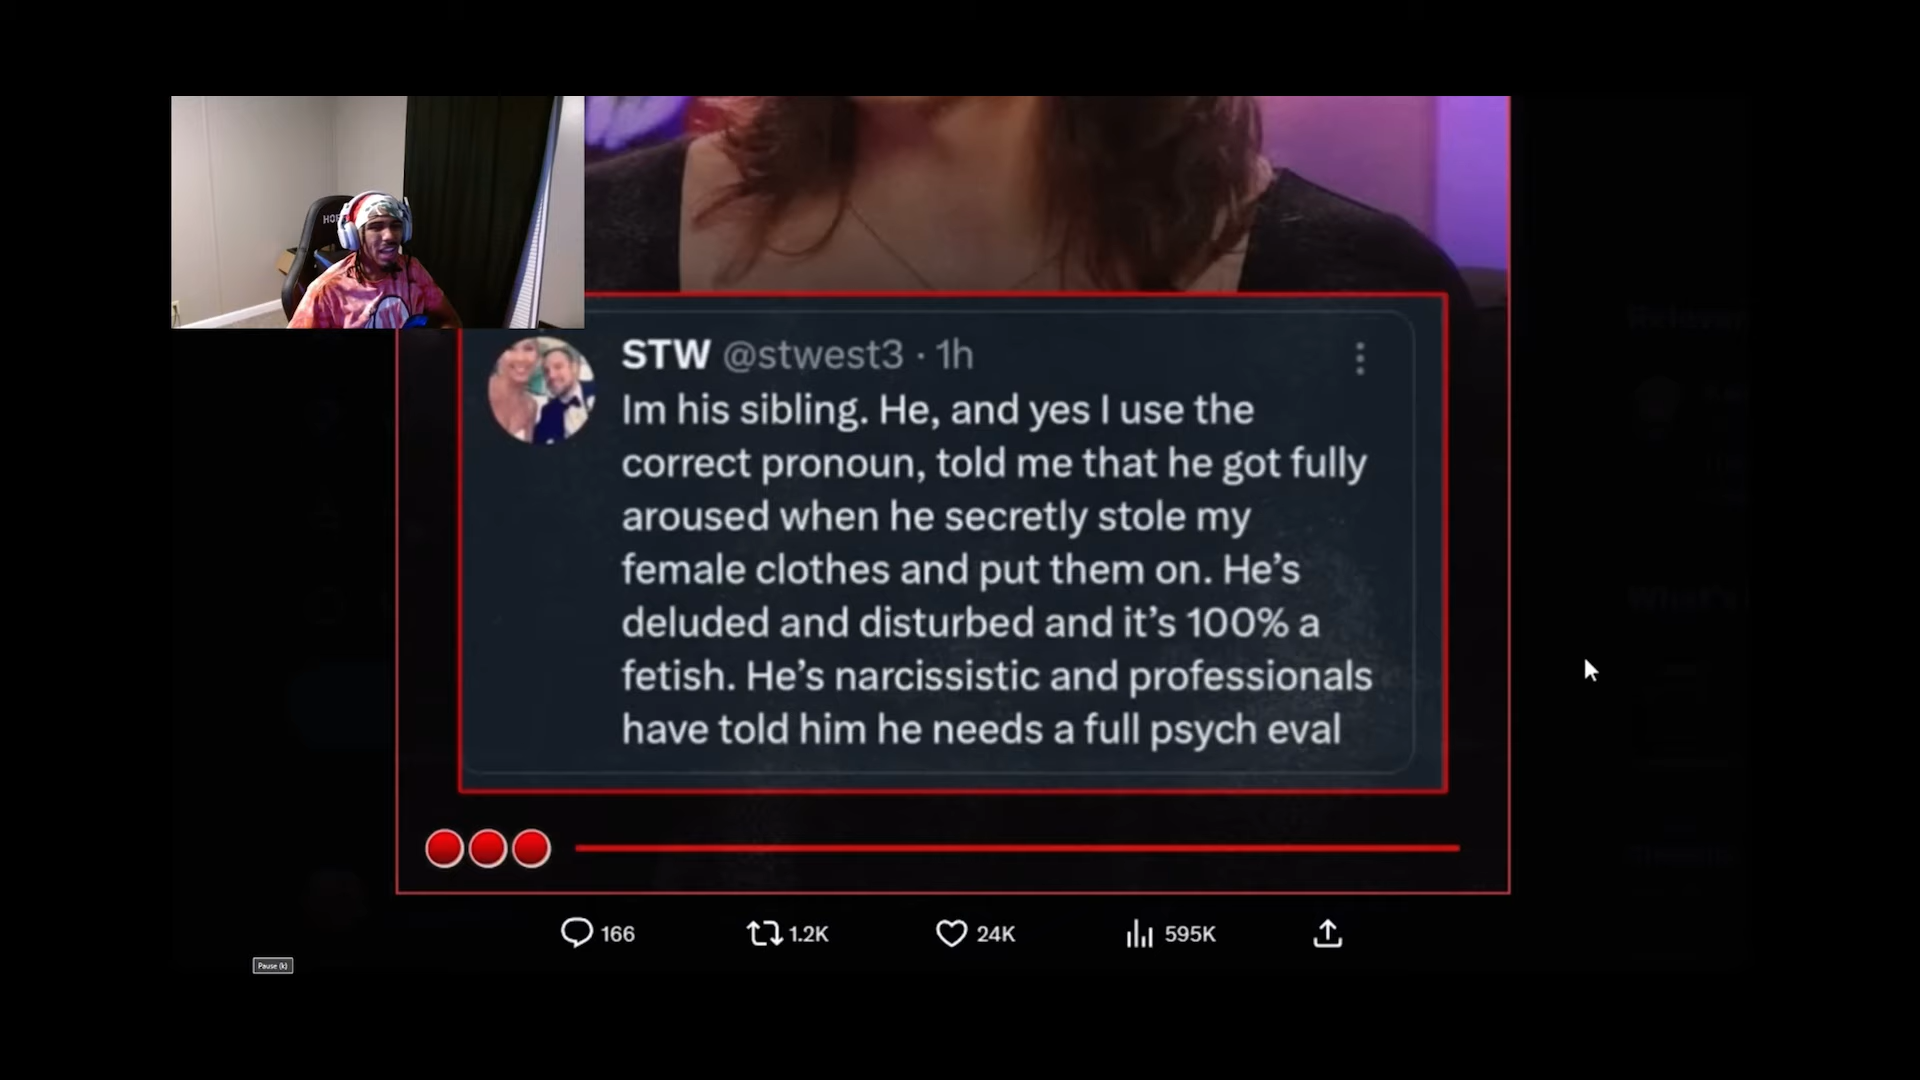 HOF
STW @stwest3 · 1h
Im his sibling. He, and yes I use the
correct pronoun, told me that he got fully
aroused when he secretly stole my
female clothes and put them on. He’s
deluded and disturbed and it’s 100% a
fetish. He’s narcissistic and professionals
have told him he needs a full psych eval
166 1.2K 24K 595K
Pause (k)